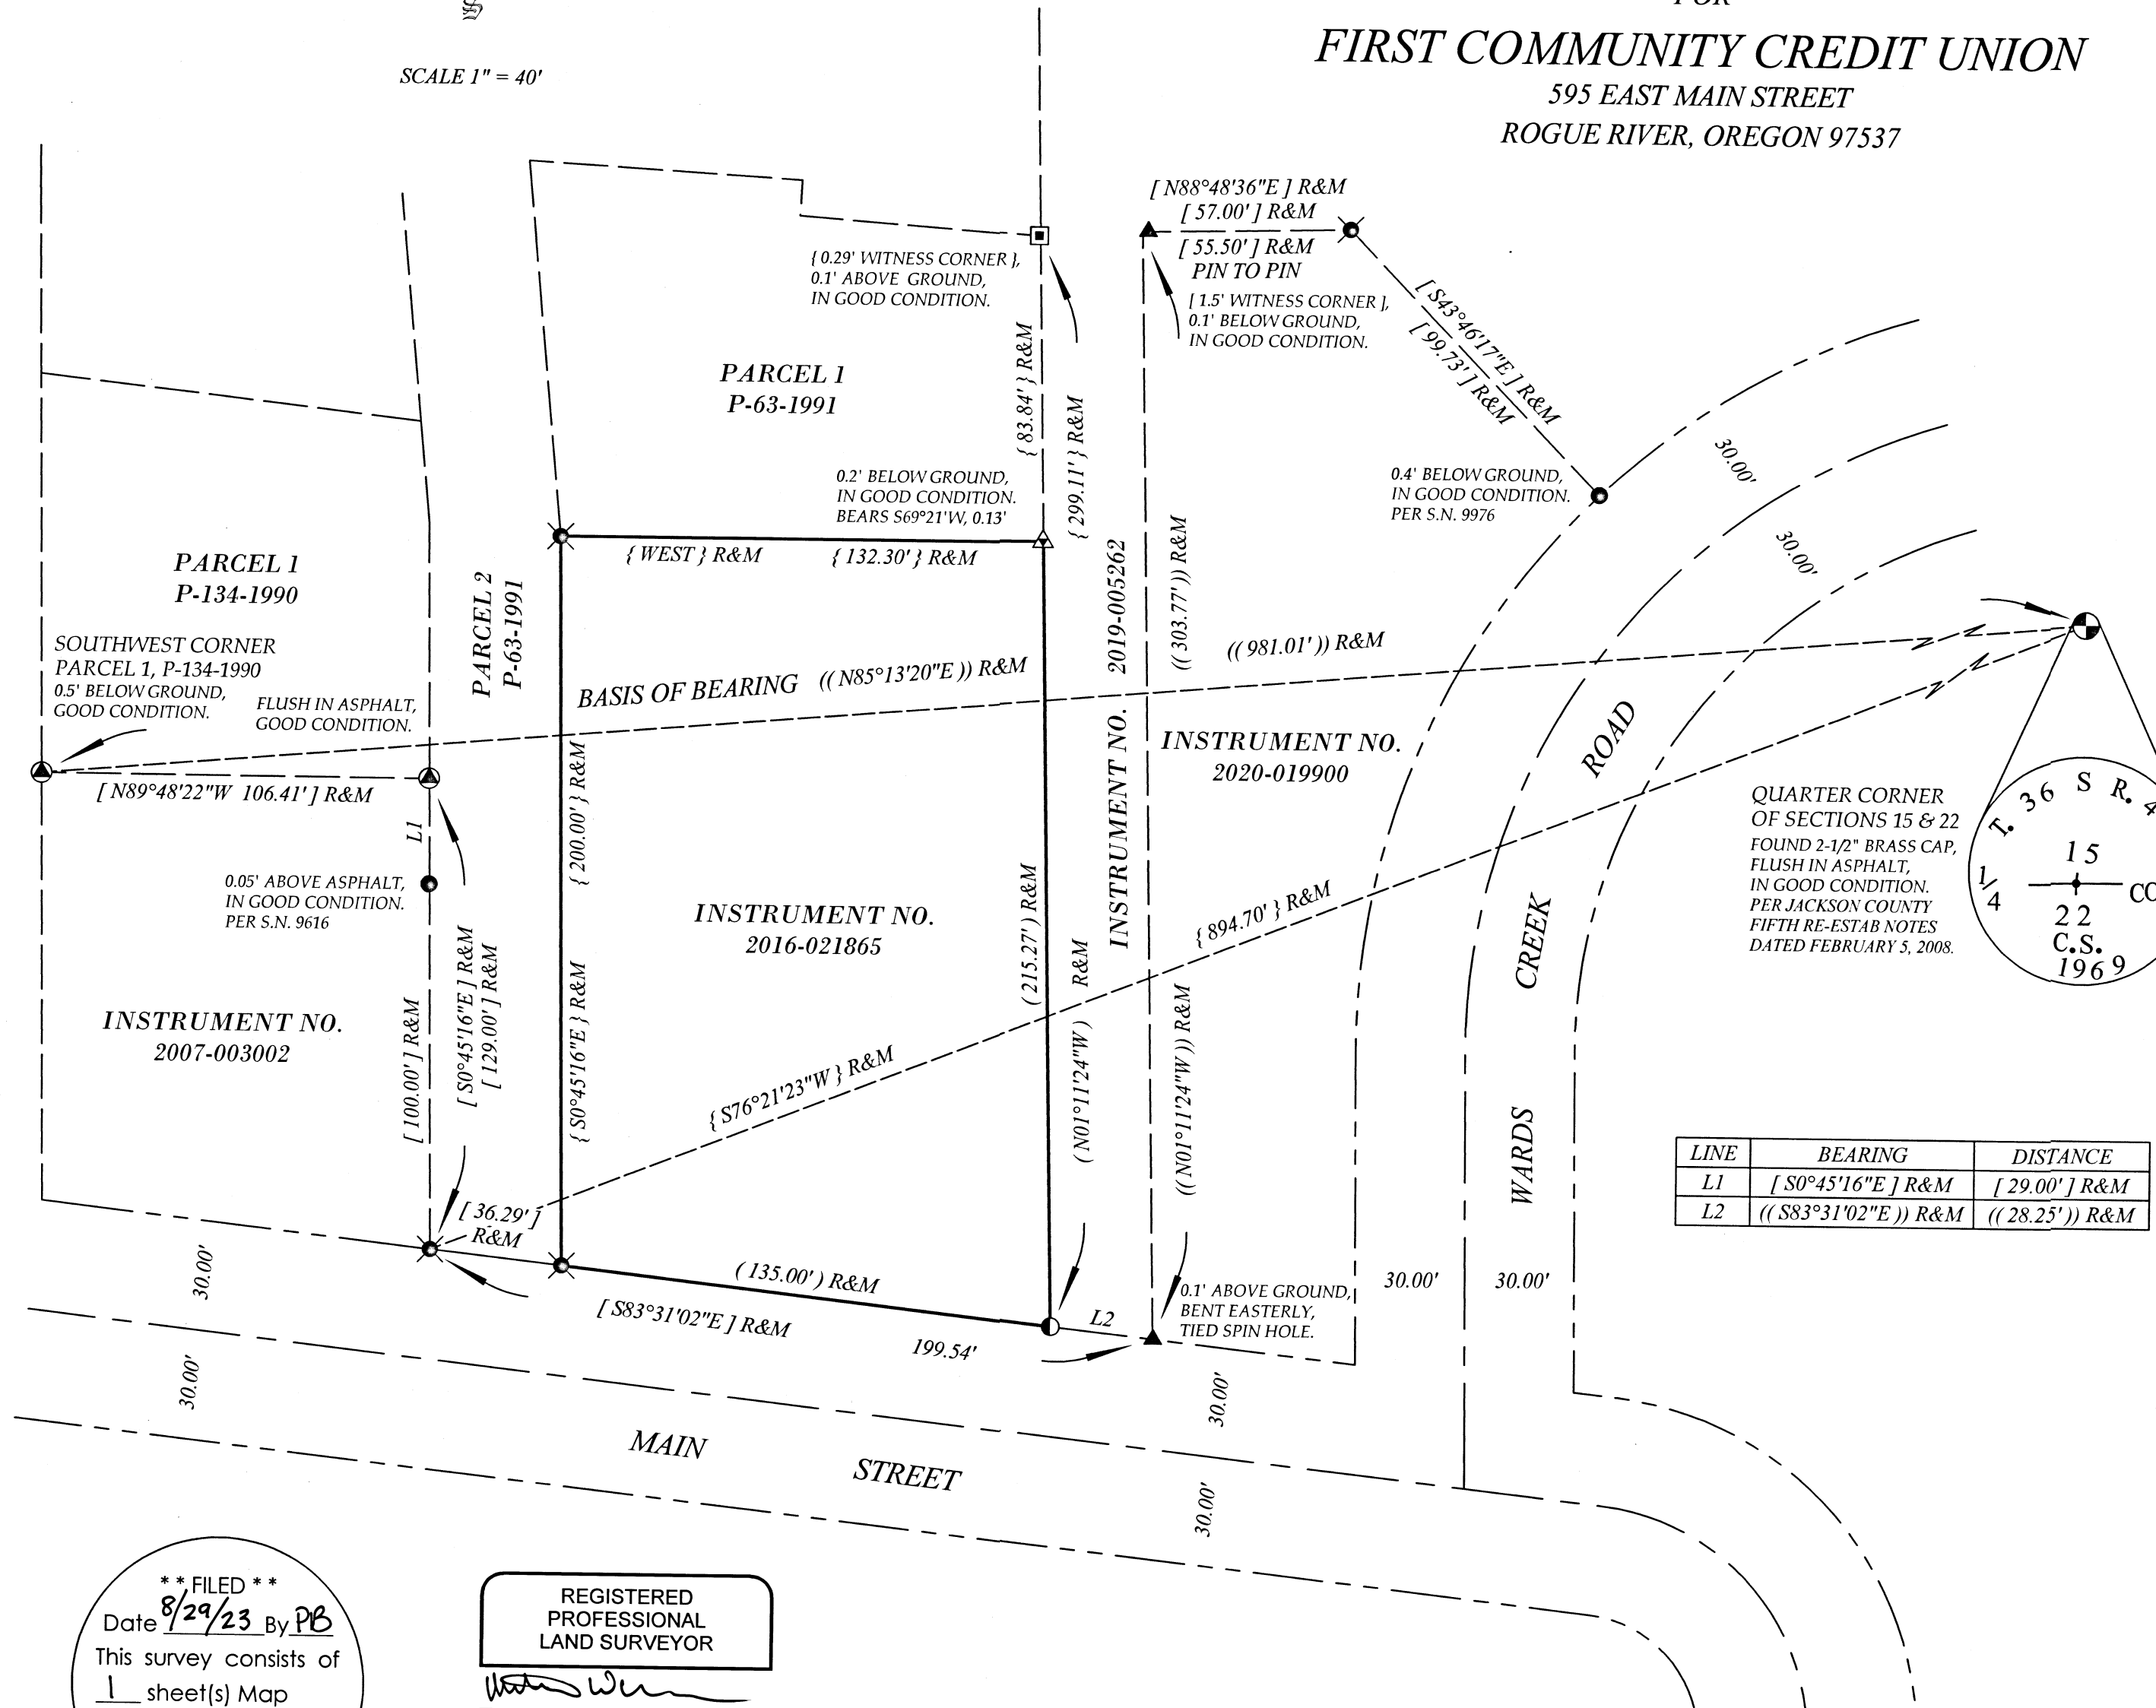 FOR
FIRST COMMUNITY CREDIT UNION
595 EAST MAIN STREET
ROGUE RIVER, OREGON 97537
SCALE 1" = 40'
[ N88°48'36"E ] R&M
[ 57.00' ] R&M
[ 55.50' ] R&M
PIN TO PIN
[ 1.5' WITNESS CORNER ],
0.1' BELOW GROUND,
IN GOOD CONDITION.
{ 0.29' WITNESS CORNER },
0.1' ABOVE GROUND,
IN GOOD CONDITION.
[ S43°46'17"E ] R&M
[ 99.73' ] R&M
PARCEL 1
P-63-1991
{ 83.84' } R&M
{ 299.11' } R&M
0.2' BELOW GROUND,
IN GOOD CONDITION.
BEARS S69°21'W, 0.13'
0.4' BELOW GROUND,
IN GOOD CONDITION.
PER S.N. 9976
30.00'
30.00'
{ WEST } R&M { 132.30' } R&M
PARCEL 1
P-134-1990
PARCEL 2
P-63-1991
SOUTHWEST CORNER
PARCEL 1, P-134-1990
0.5' BELOW GROUND,
GOOD CONDITION.
FLUSH IN ASPHALT,
GOOD CONDITION.
BASIS OF BEARING (( N85°13'20"E )) R&M
(( 981.01' )) R&M
(( 303.77' )) R&M
INSTRUMENT NO. 2019-005262
INSTRUMENT NO.
2020-019900
[ N89°48'22"W 106.41' ] R&M
L1
{ 200.00' } R&M
0.05' ABOVE ASPHALT,
IN GOOD CONDITION.
PER S.N. 9616
INSTRUMENT NO.
2016-021865
( 215.27' ) R&M
{ 894.70' } R&M
QUARTER CORNER
OF SECTIONS 15 & 22
FOUND 2-1/2" BRASS CAP,
FLUSH IN ASPHALT,
IN GOOD CONDITION.
PER JACKSON COUNTY
FIFTH RE-ESTAB NOTES
DATED FEBRUARY 5, 2008.
T. 36 S R. 4
1/4
15
CO
22
C.S.
1969
INSTRUMENT NO.
2007-003002
[ 100.00' ] R&M
[ S0°45'16"E ] R&M
[ 129.00' ] R&M
{ S0°45'16"E } R&M
{ S76°21'23"W } R&M
( N01°11'24"W ) R&M
(( N01°11'24"W )) R&M
WARDS CREEK ROAD
LINE BEARING DISTANCE
L1 [ S0°45'16"E ] R&M [ 29.00' ] R&M
L2 (( S83°31'02"E )) R&M (( 28.25' )) R&M
[ 36.29' ]
R&M
30.00'
30.00'
( 135.00' ) R&M
[ S83°31'02"E ] R&M
199.54'
L2
0.1' ABOVE GROUND,
BENT EASTERLY,
TIED SPIN HOLE.
30.00'
30.00'
30.00'
30.00'
MAIN STREET
* * FILED * *
Date 8/29/23 By PB
This survey consists of
1 sheet(s) Map
REGISTERED
PROFESSIONAL
LAND SURVEYOR